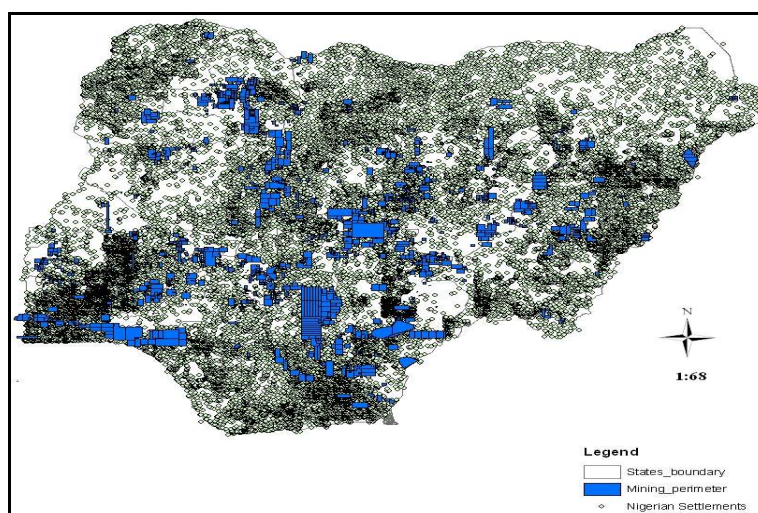 N
1:68
Legend
States_boundary
Mining_perimeter
Nigerian Settlements